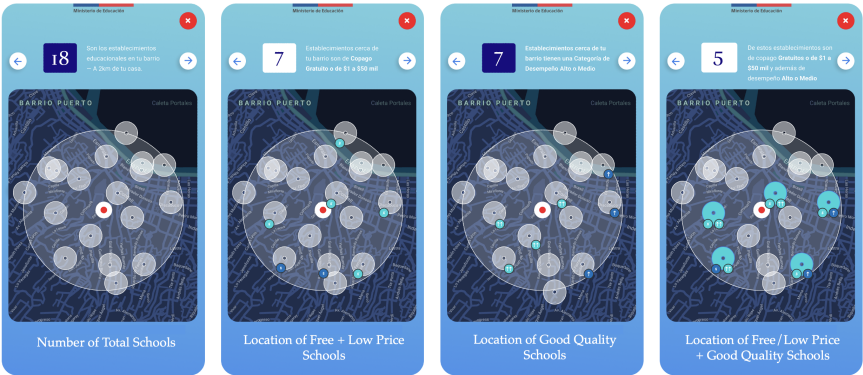 Ministerio de Educación
18
Son los establecimientos
educacionales en tu barrio
— A 2km de tu casa.
BARRIO PUERTO
Caleta Portales
Number of Total Schools
Ministerio de Educación
7
Establecimientos cerca de
tu barrio son de Copago
Gratuito o de $1 a $50 mil
BARRIO PUERTO
Caleta Portales
Location of Free + Low Price
Schools
Ministerio de Educación
7
Establecimientos cerca de tu
barrio tienes una Categoría de
Desempeño Alto o Medio
BARRIO PUERTO
Caleta Portales
Location of Good Quality
Schools
Ministerio de Educación
5
De estos establecimientos son
de copago Gratuitos o de $1 a
$50 mil y además de
desempeño Alto o Medio
BARRIO PUERTO
Caleta Portales
Location of Free/Low Price
+ Good Quality Schools